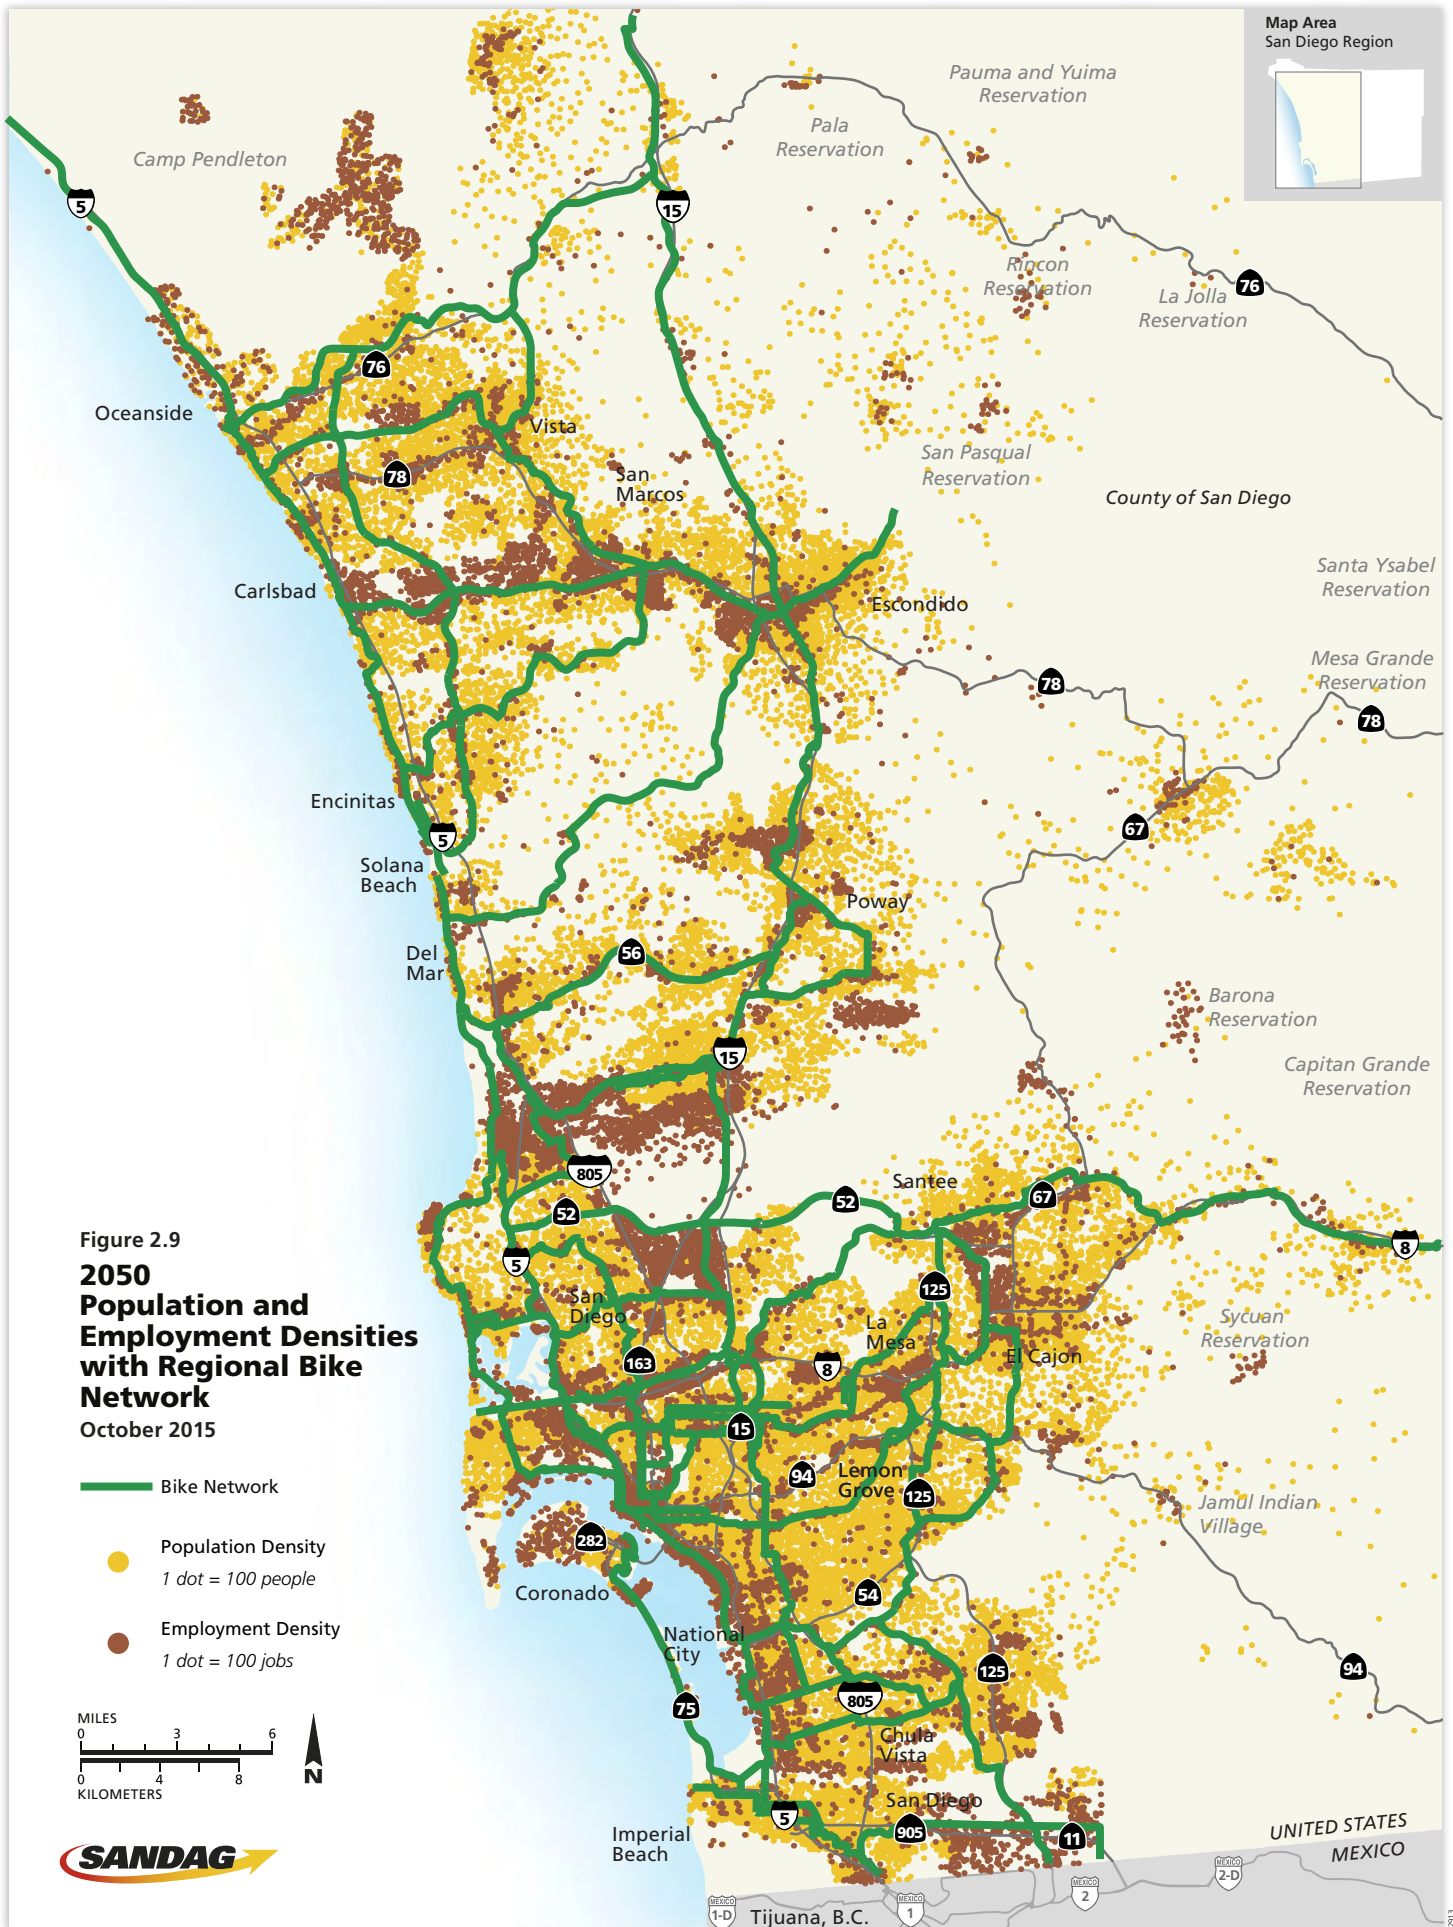 Map Area
San Diego Region
Pauma and Yuima
Reservation
Pala
Reservation
Camp Pendleton
5
15
Rincon
Reservation
La Jolla
Reservation
76
76
Oceanside
Vista
San Pasqual
Reservation
78
San
Marcos
County of San Diego
Santa Ysabel
Reservation
Carlsbad
Escondido
Mesa Grande
Reservation
78
78
Encinitas
67
5
Solana
Beach
Poway
Del
Mar
56
Barona
Reservation
15
Capitan Grande
Reservation
805
Santee
67
52
52
8
5
125
San
Diego
La
Mesa
Sycuan
Reservation
163
8
El Cajon
15
94
Lemon
Grove
125
Jamul Indian
Village
282
Coronado
54
National
City
125
94
805
75
Chula
Vista
San Diego
5
905
11
Imperial
Beach
UNITED STATES
MEXICO
MEXICO
2-D
MEXICO
2
MEXICO
1
MEXICO
1-D
Tijuana, B.C.
Figure 2.9
2050
Population and
Employment Densities
with Regional Bike
Network
October 2015
Bike Network
Population Density
1 dot = 100 people
Employment Density
1 dot = 100 jobs
MILES
0 3 6
0 4 8
KILOMETERS
N
SANDAG